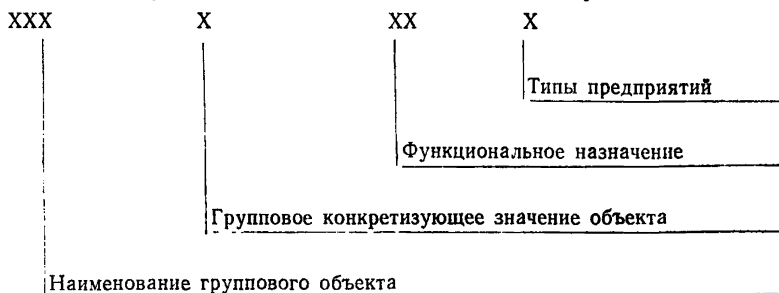 XXX X XX X
Типы предприятий
Функциональное назначение
Групповое конкретизующее значение объекта
Наименование группового объекта